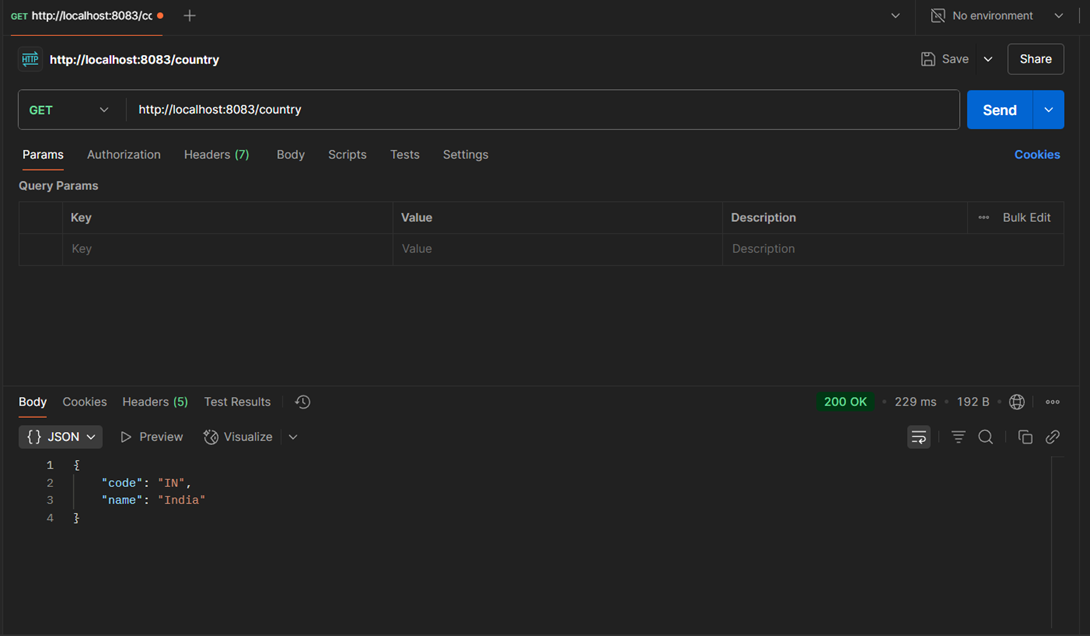 GET http://localhost:8083/cc
No environment
HTTP http://localhost:8083/country
Save
Share
GET http://localhost:8083/country
Send
Params Authorization Headers (7) Body Scripts Tests Settings Cookies
Query Params
Key Value Description ••• Bulk Edit
Key Value Description
Body Cookies Headers (5) Test Results 200 OK • 229 ms • 192 B •
{} JSON Preview Visualize
1 {
2 "code": "IN",
3 "name": "India"
4 }